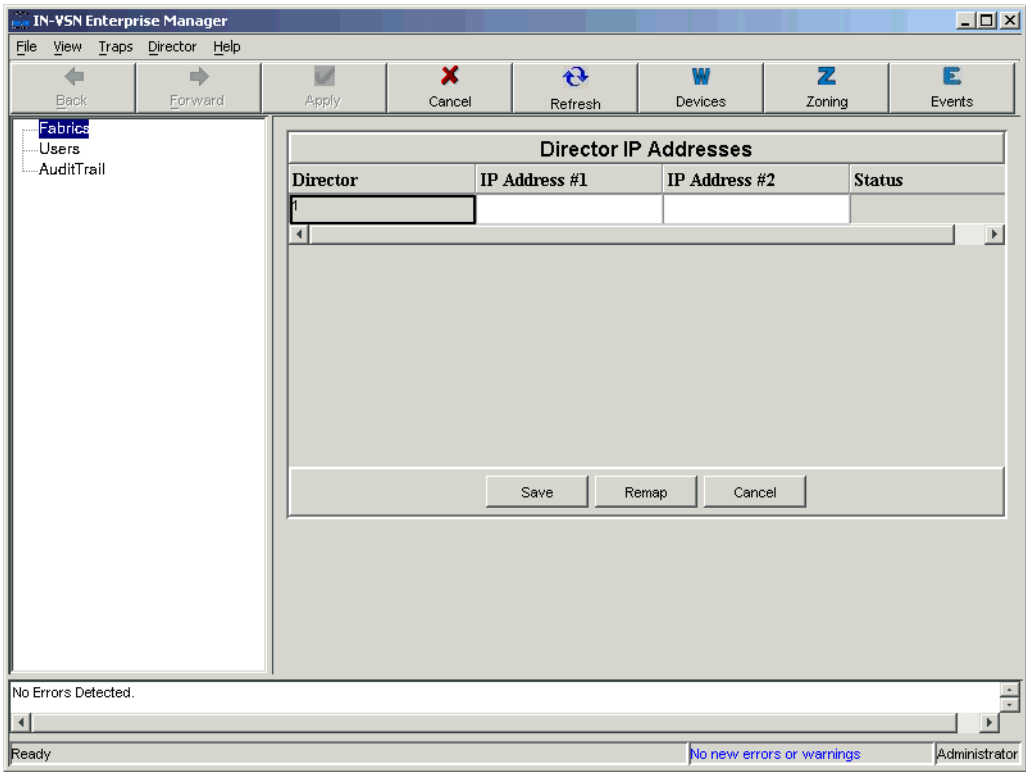 IN-VSN Enterprise Manager
File View Traps Director Help
Back Forward Apply Cancel Refresh W Devices Z Zoning E Events
Fabrics
Users
AuditTrail
Director IP Addresses
Director IP Address #1 IP Address #2 Status
1
Save Remap Cancel
No Errors Detected.
Ready No new errors or warnings Administrator